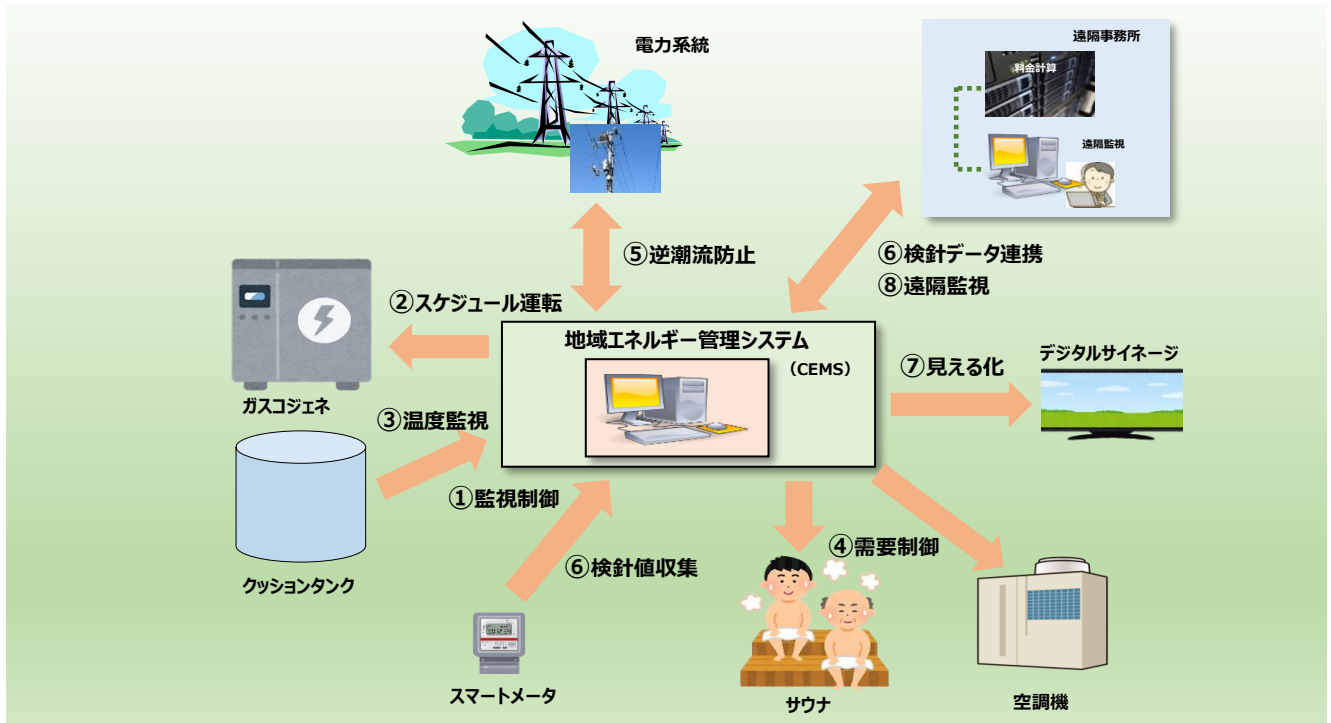 電力系統
遠隔事務所
料金計算
遠隔監視
⑤逆潮流防止
⑥検針データ連携
⑧遠隔監視
②スケジュール運転
地域エネルギー管理システム
(CEMS)
⑦見える化
デジタルサイネージ
ガスコジェネ
③温度監視
①監視制御
④需要制御
⑥検針値収集
クッションタンク
スマートメータ
サウナ
空調機